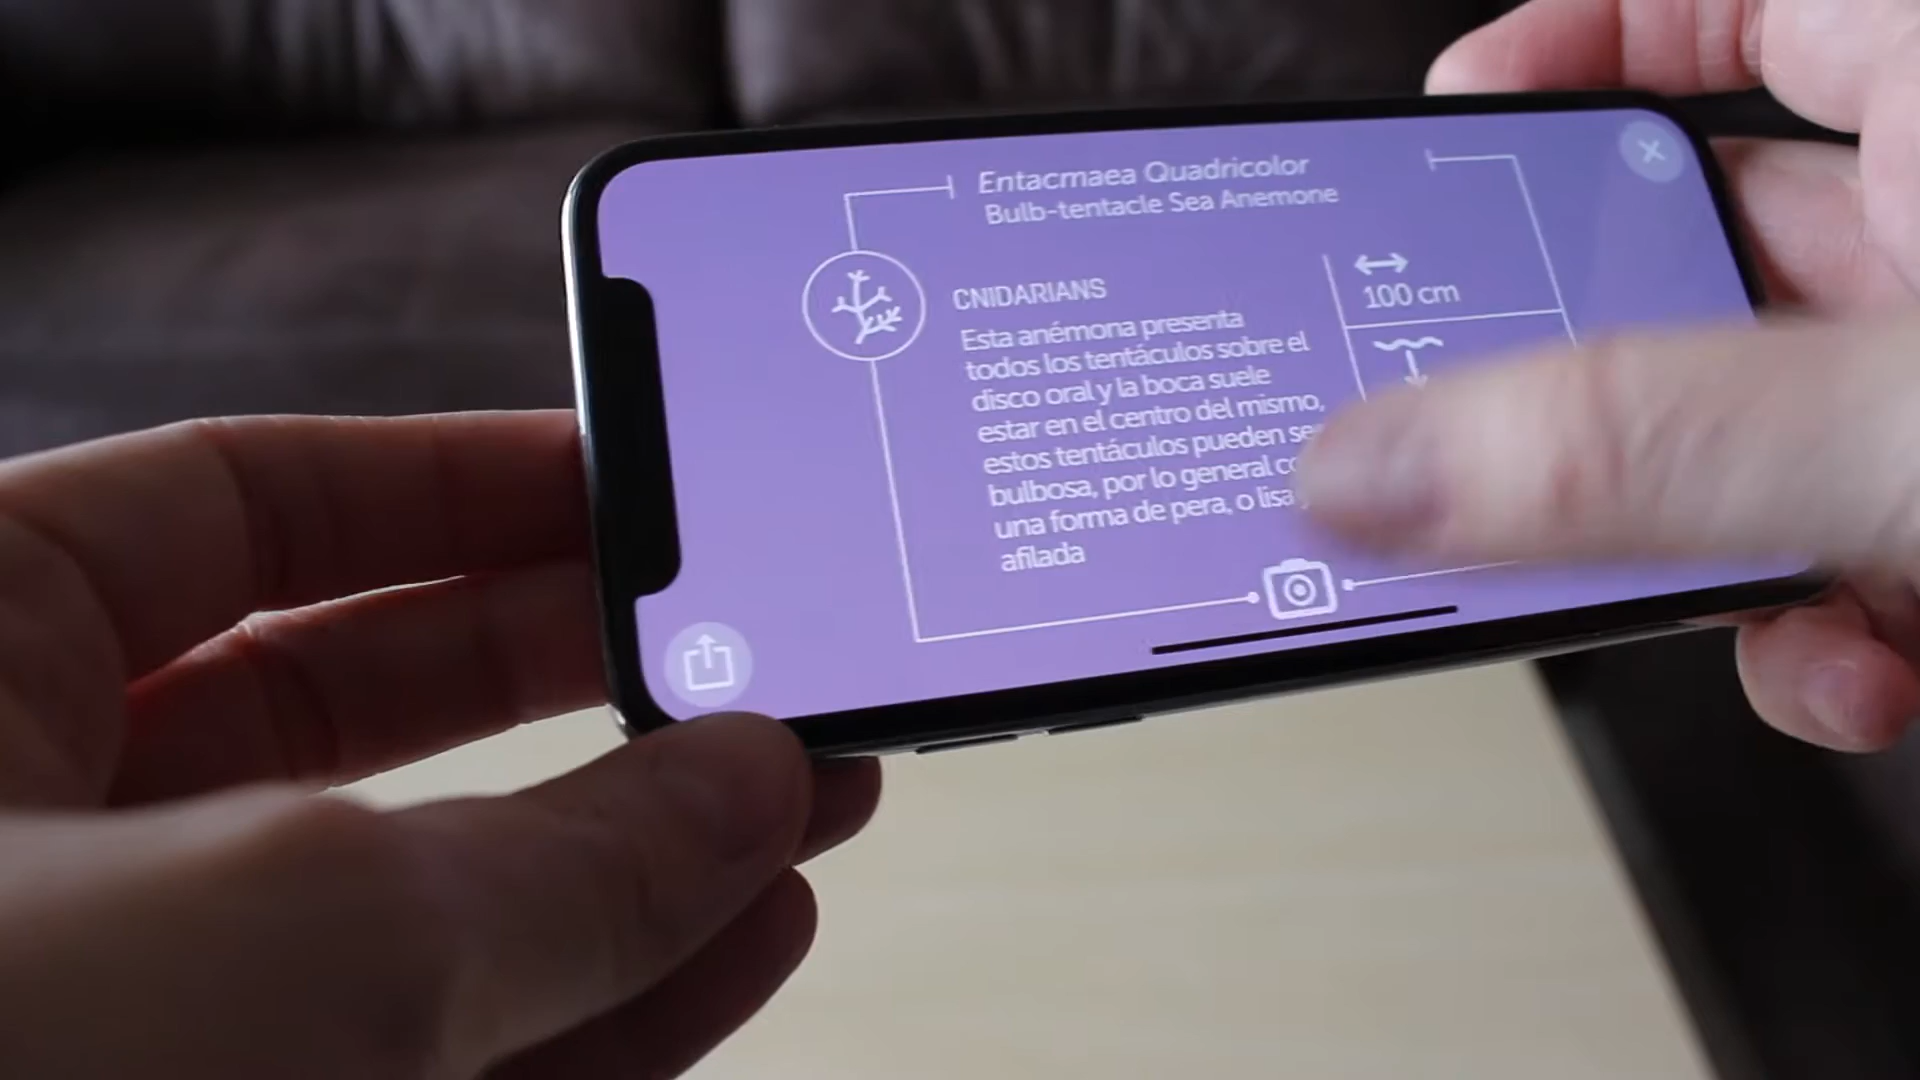 Entacmaea Quadricolor
Bulb-tentacle Sea Anemone
CNIDARIANS
Esta anémona presenta
todos los tentáculos sobre el
disco oral y la boca suele
estar en el centro del mismo,
estos tentáculos pueden
bulbosa, por lo general
una forma de pera, o lisa
afilada
100 cm